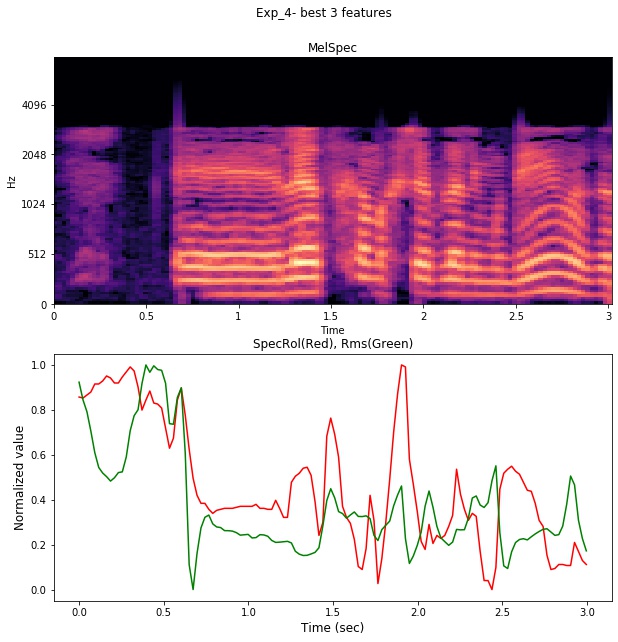 Exp_4- best 3 features
MelSpec
Hz
4096
2048
1024
512
0
0 0.5 1 1.5 2 2.5 3
Time
SpecRol(Red), Rms(Green)
Normalized value
1.0
0.8
0.6
0.4
0.2
0.0
0.0 0.5 1.0 1.5 2.0 2.5 3.0
Time (sec)